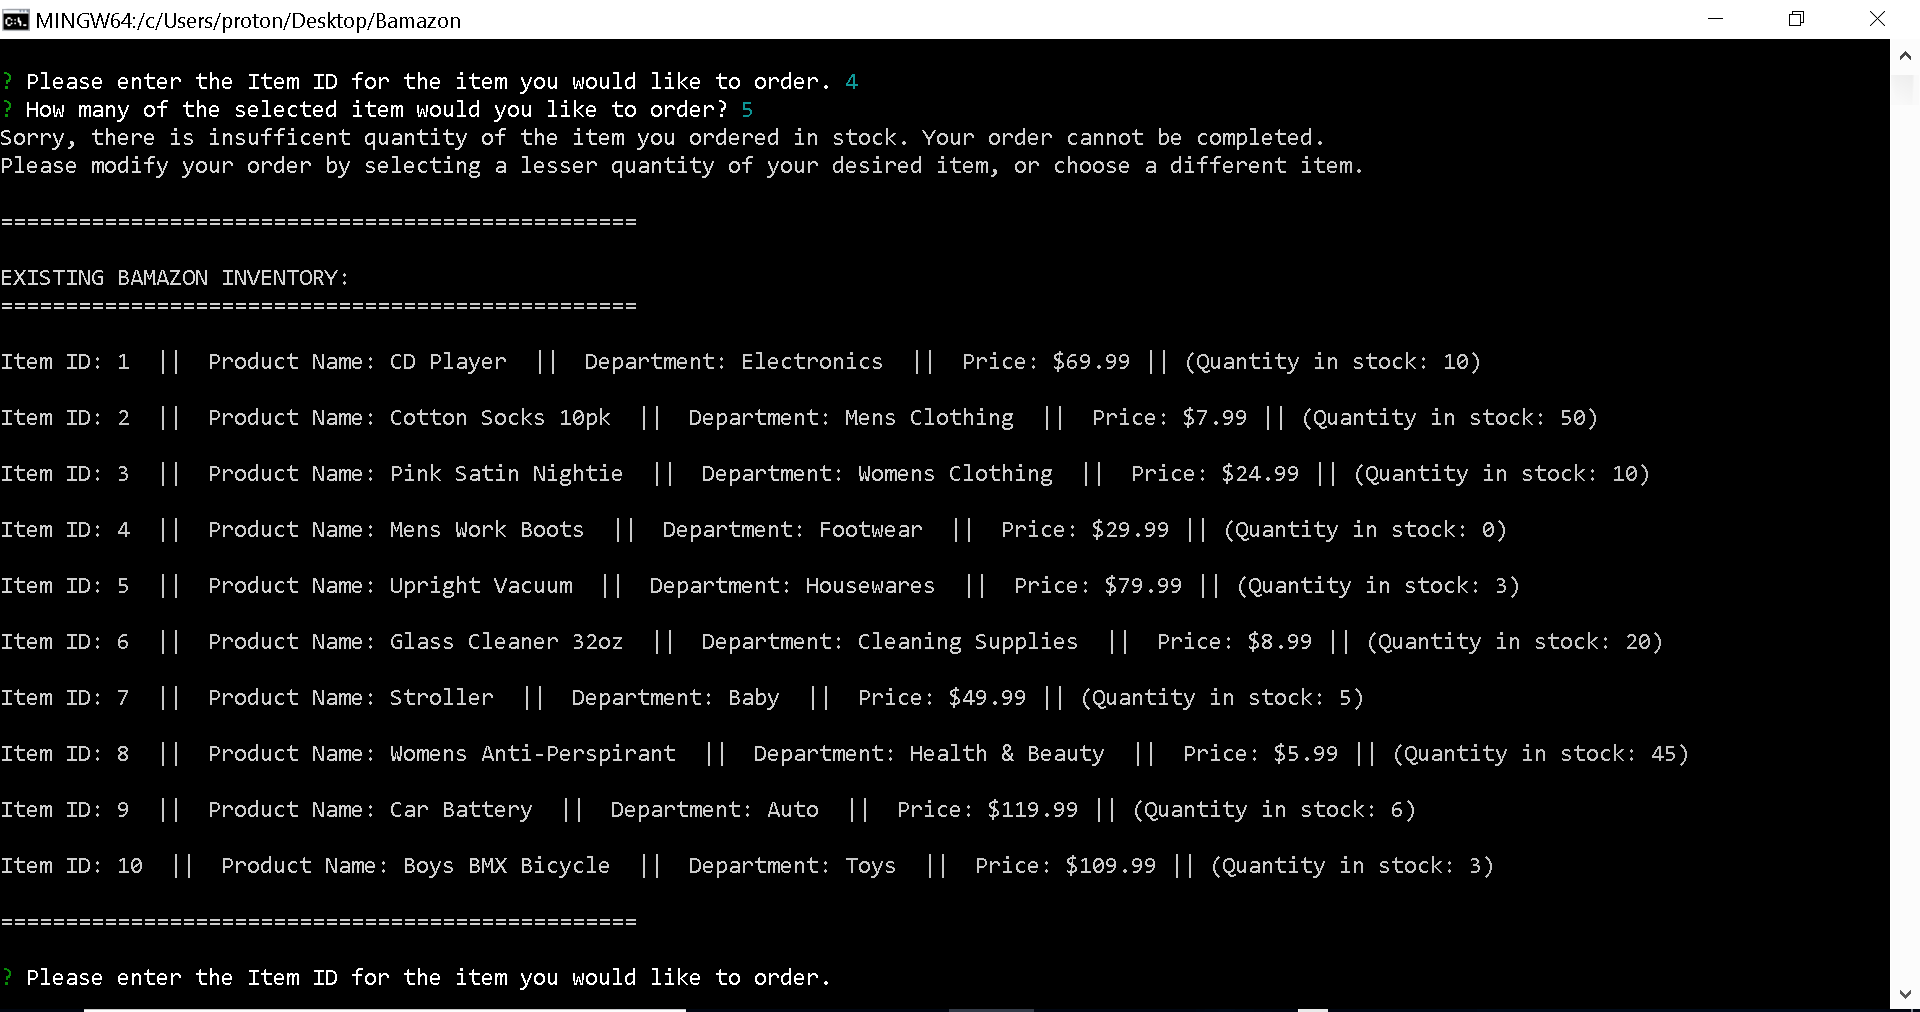 MINGW64:/c/Users/proton/Desktop/Bamazon
? Please enter the Item ID for the item you would like to order. 4
? How many of the selected item would you like to order? 5
Sorry, there is insufficent quantity of the item you ordered in stock. Your order cannot be completed.
Please modify your order by selecting a lesser quantity of your desired item, or choose a different item.
=================================================
EXISTING BAMAZON INVENTORY:
=================================================
Item ID: 1  ||  Product Name: CD Player  ||  Department: Electronics  ||  Price: $69.99 || (Quantity in stock: 10)
Item ID: 2  ||  Product Name: Cotton Socks 10pk  ||  Department: Mens Clothing  ||  Price: $7.99 || (Quantity in stock: 50)
Item ID: 3  ||  Product Name: Pink Satin Nightie  ||  Department: Womens Clothing  ||  Price: $24.99 || (Quantity in stock: 10)
Item ID: 4  ||  Product Name: Mens Work Boots  ||  Department: Footwear  ||  Price: $29.99 || (Quantity in stock: 0)
Item ID: 5  ||  Product Name: Upright Vacuum  ||  Department: Housewares  ||  Price: $79.99 || (Quantity in stock: 3)
Item ID: 6  ||  Product Name: Glass Cleaner 32oz  ||  Department: Cleaning Supplies  ||  Price: $8.99 || (Quantity in stock: 20)
Item ID: 7  ||  Product Name: Stroller  ||  Department: Baby  ||  Price: $49.99 || (Quantity in stock: 5)
Item ID: 8  ||  Product Name: Womens Anti-Perspirant  ||  Department: Health & Beauty  ||  Price: $5.99 || (Quantity in stock: 45)
Item ID: 9  ||  Product Name: Car Battery  ||  Department: Auto  ||  Price: $119.99 || (Quantity in stock: 6)
Item ID: 10  ||  Product Name: Boys BMX Bicycle  ||  Department: Toys  ||  Price: $109.99 || (Quantity in stock: 3)
=================================================
? Please enter the Item ID for the item you would like to order.